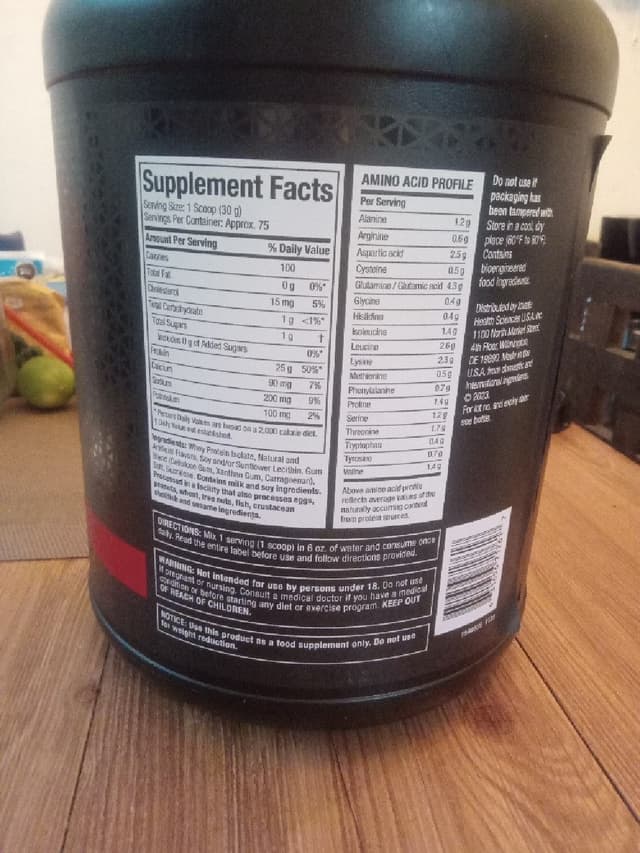 Supplement Facts
Serving Size: 1 Scoop (30 g)
Servings Per Container: Approx. 75
Amount Per Serving % Daily Value
Calories 100
Total Fat 0 g 0%*
Cholesterol 15 mg 5%
Total Carbohydrate 1 g <1%*
Total Sugars 1 g †
Includes 0 g of Added Sugars 0%*
Protein 25 g 50%*
Calcium 90 mg 7%
Sodium 200 mg 9%
Potassium 100 mg 2%
* Percent Daily Values are based on a 2,000 calorie diet.
† Daily Value not established.
Ingredients: Whey Protein Isolate, Natural and
Artificial Flavors, Soy and/or Sunflower Lecithin, Gum
Blend (Cellulose Gum, Xanthan Gum, Carrageenan),
Salt, Sucralose. Contains milk and soy ingredients.
Processed in a facility that also processes eggs,
peanuts, wheat, tree nuts, fish, crustacean
shellfish and sesame ingredients.
AMINO ACID PROFILE
Per Serving
Alanine 1.2 g
Arginine 0.6 g
Aspartic acid 2.5 g
Cysteine 0.5 g
Glutamine / Glutamic acid 4.3 g
Glycine 0.4 g
Histidine 0.4 g
Isoleucine 1.4 g
Leucine 2.6 g
Lysine 2.3 g
Methionine 0.5 g
Phenylalanine 0.7 g
Proline 1.4 g
Serine 1.2 g
Threonine 1.7 g
Tryptophan 0.4 g
Tyrosine 0.7 g
Valine 1.4 g
Above amino acid profile
reflects average values of the
naturally occurring content
from protein sources.
Do not use if
packaging has
been tampered with.
Store in a cool, dry
place (60°F to 80°F).
Contains
bioengineered
food ingredients.
Distributed by Iovate
Health Sciences U.S.A. Inc.
1100 North Market Street
4th Floor, Wilmington,
DE 19890. Made in the
U.S.A. from domestic and
international ingredients.
© 2023.
For lot no. and expiry date:
see bottle.
DIRECTIONS: Mix 1 serving (1 scoop) in 6 oz. of water and consume once
daily. Read the entire label before use and follow directions provided.
WARNING: Not intended for use by persons under 18. Do not use
if pregnant or nursing. Consult a medical doctor if you have a medical
condition or before starting any diet or exercise program. KEEP OUT
OF REACH OF CHILDREN.
NOTICE: Use this product as a food supplement only. Do not use
for weight reduction.